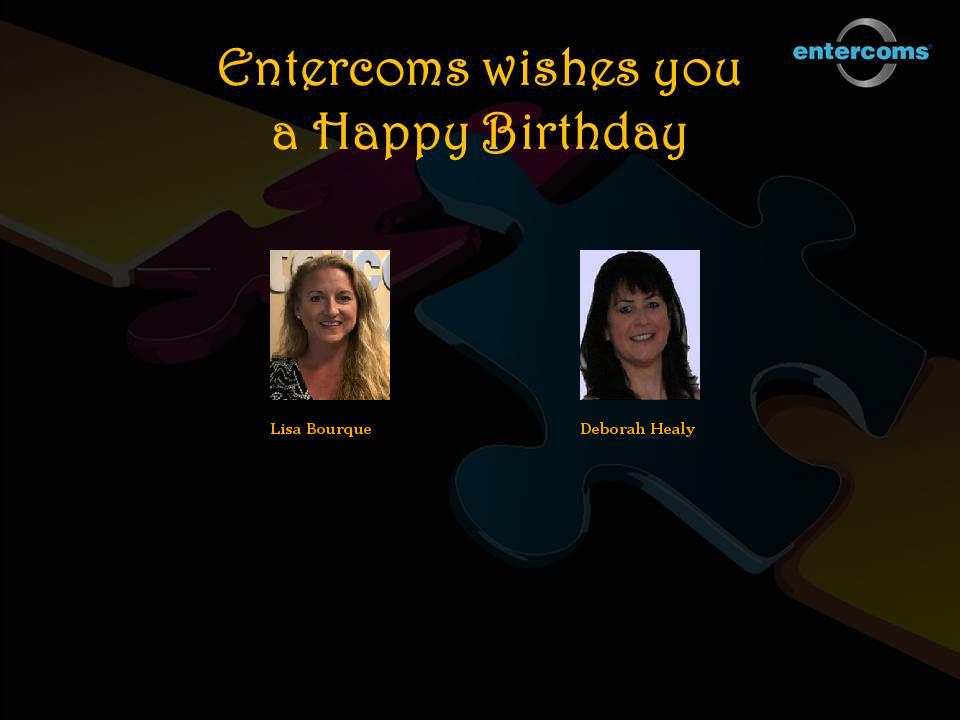 entercoms
Entercoms wishes you
a Happy Birthday
Lisa Bourque
Deborah Healy